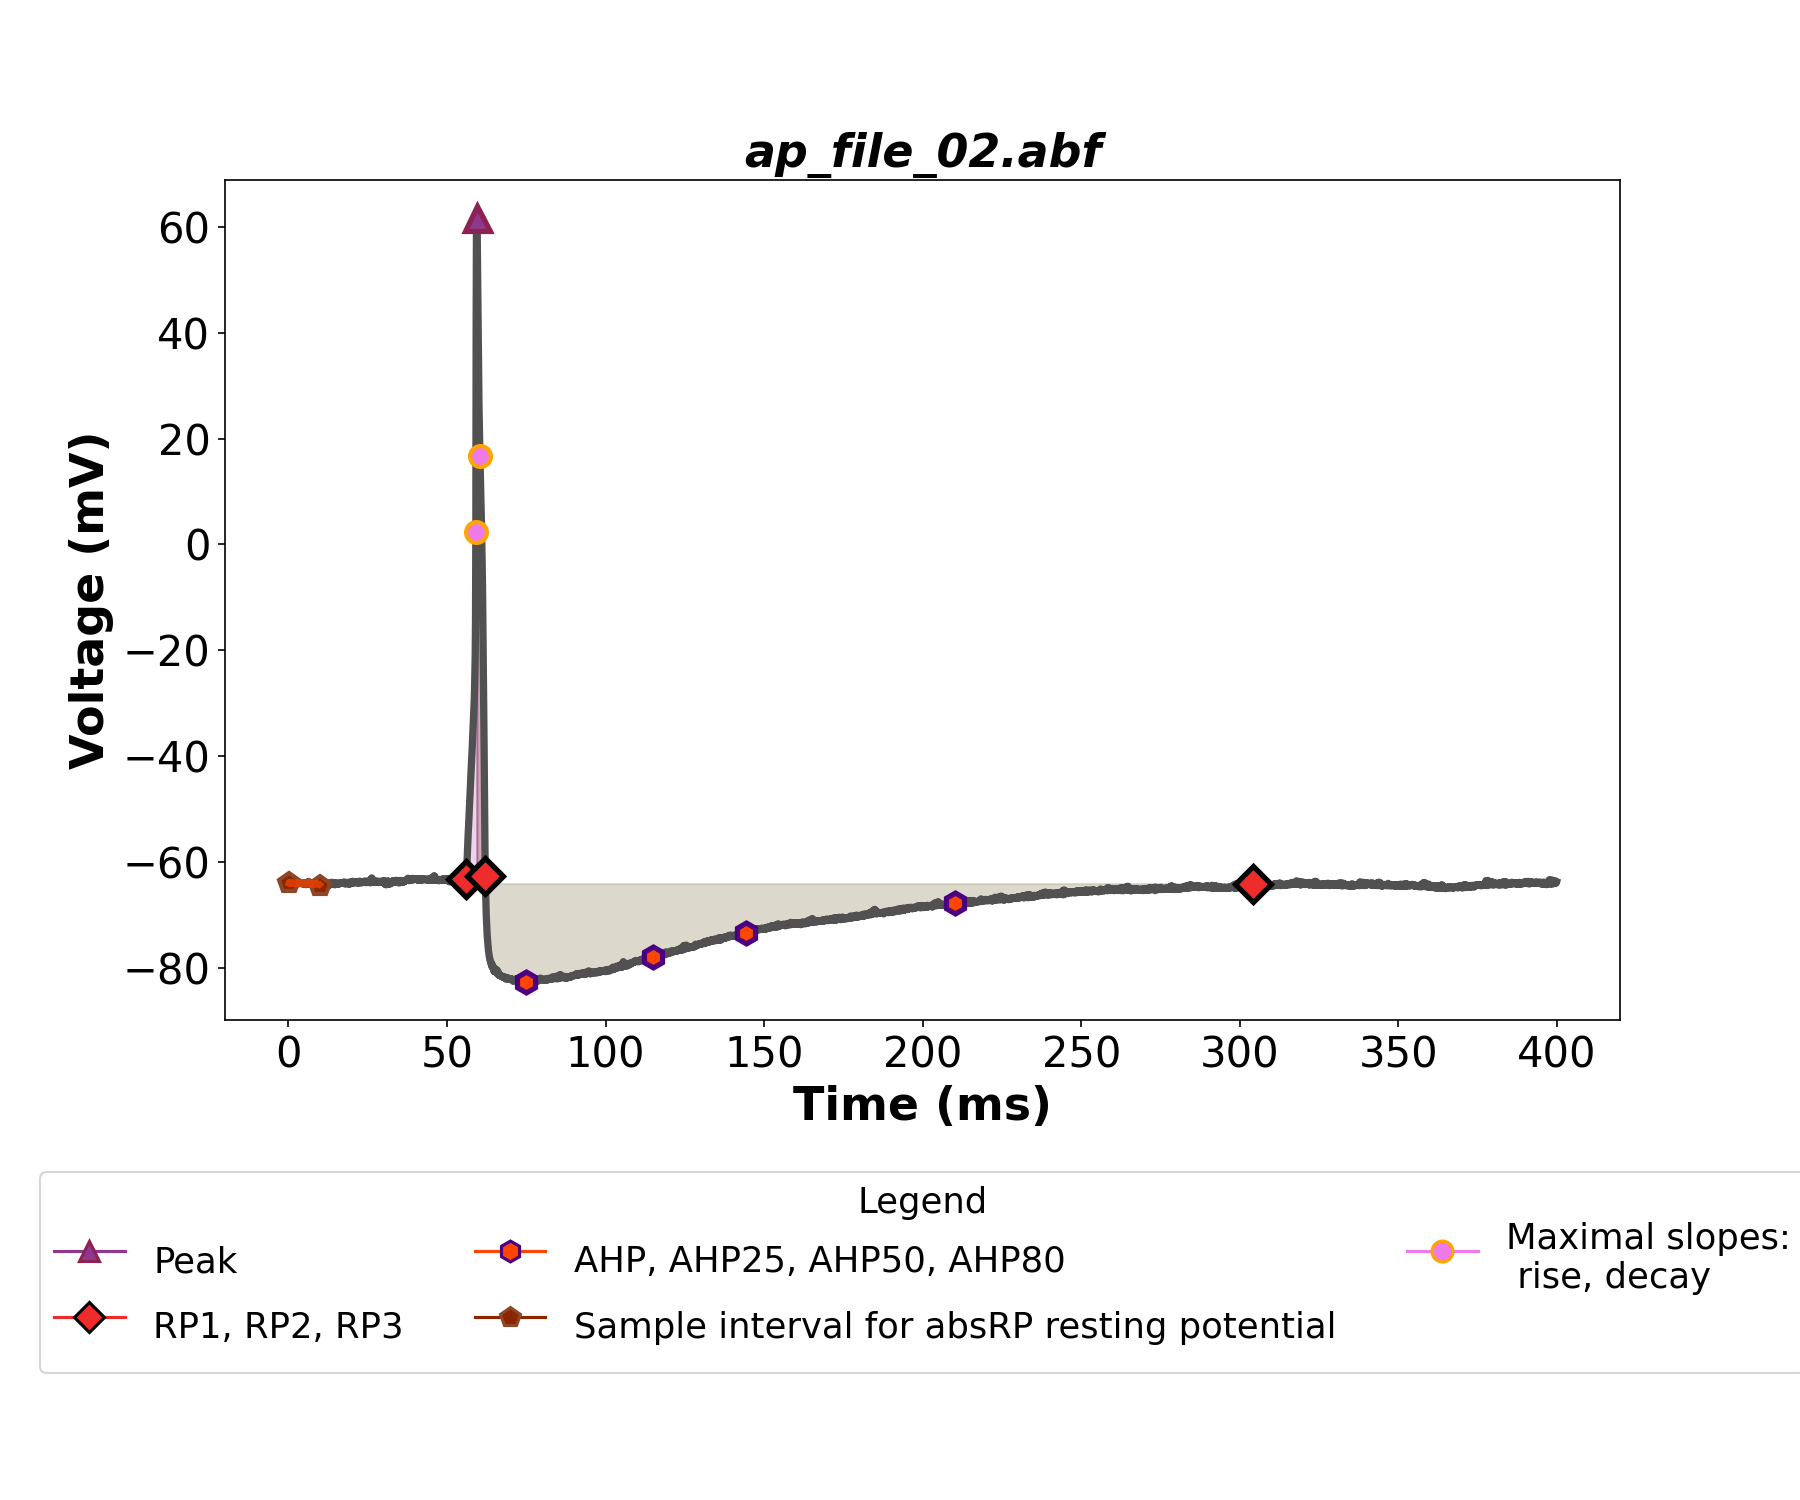 ap_file_02.abf
Voltage (mV)
60
40
20
0
−20
−40
−60
−80
0 50 100 150 200 250 300 350 400
Time (ms)
Legend
Peak
RP1, RP2, RP3
AHP, AHP25, AHP50, AHP80
Sample interval for absRP resting potential
Maximal slopes:
rise, decay